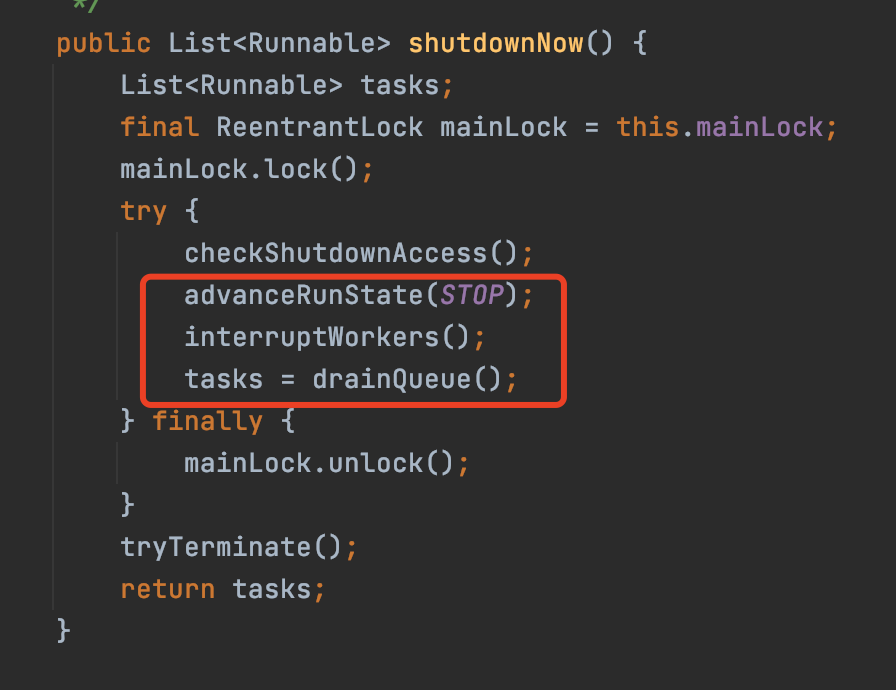 */
public List<Runnable> shutdownNow() {
List<Runnable> tasks;
final ReentrantLock mainLock = this.mainLock;
mainLock.lock();
try {
checkShutdownAccess();
advanceRunState(STOP);
interruptWorkers();
tasks = drainQueue();
} finally {
mainLock.unlock();
}
tryTerminate();
return tasks;
}